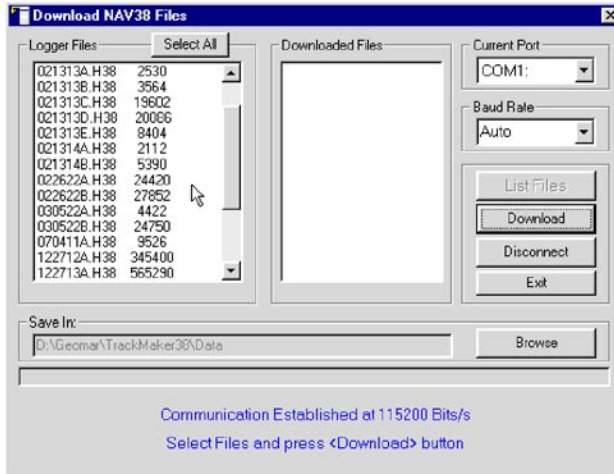 Download NAV38 Files
Logger Files
Select All
021313A.H38 2530
021313B.H38 3564
021313C.H38 19602
021313D.H38 20086
021313E.H38 8404
021314A.H38 2112
021314B.H38 5390
022622A.H38 24420
022622B.H38 27852
030522A.H38 4422
030522B.H38 24750
070411A.H38 9526
122712A.H38 345400
122713A.H38 565290
Downloaded Files
Current Port
COM1:
Baud Rate
Auto
List Files
Download
Disconnect
Exit
Save In:
D:\Geomar\TrackMaker38\Data
Browse
Communication Established at 115200 Bits/s
Select Files and press <Download> button